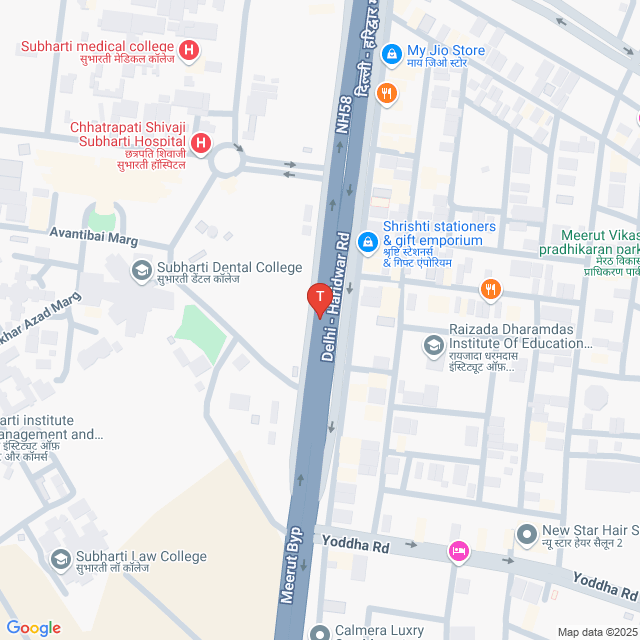 Subharti medical college
सुभारती मेडिकल कॉलेज
My Jio Store
माय जिओ स्टोर
दिल्ली - हरिद्वार
NH58
Chhatrapati Shivaji
Subharti Hospital
छत्रपति शिवाजी
सुभारती हॉस्पिटल
Avantibai Marg
Shrishti stationers
& gift emporium
श्रृष्टि स्टेशनर्स
& गिफ्ट एंपोरियम
Meerut Vikas
pradhikaran park
मेरठ विकास
प्राधिकरण पार्क
Subharti Dental College
सुभारती डेंटल कॉलेज
Delhi - Haridwar Rd
T
khar Azad Marg
Raizada Dharamdas
Institute Of Education...
रायजादा धरमदास
इंस्टिट्यूट ऑफ़...
arti institute
anagement and...
इंस्टिट्यूट ऑफ़
ट और कॉमर्स
Meerut Byp
Yoddha Rd
New Star Hair S
न्यू स्टार हेयर सैलून 2
Subharti Law College
सुभारती लॉ कॉलेज
Yoddha Rd
Calmera Luxry
Google
Map data ©2025